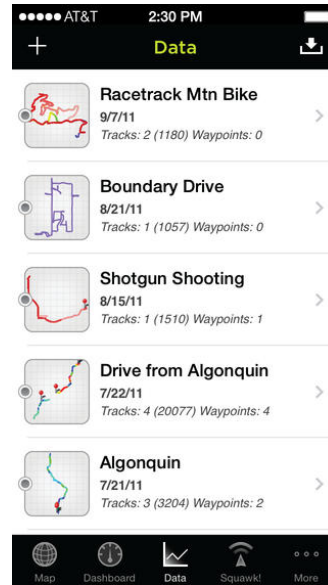 AT&T 2:30 PM
Data
Racetrack Mtn Bike
9/7/11
Tracks: 2 (1180) Waypoints: 0
Boundary Drive
8/21/11
Tracks: 1 (1057) Waypoints: 0
Shotgun Shooting
8/15/11
Tracks: 1 (1510) Waypoints: 1
Drive from Algonquin
7/22/11
Tracks: 4 (20077) Waypoints: 4
Algonquin
7/21/11
Tracks: 3 (3204) Waypoints: 2
Map Dashboard Data Squawk! More